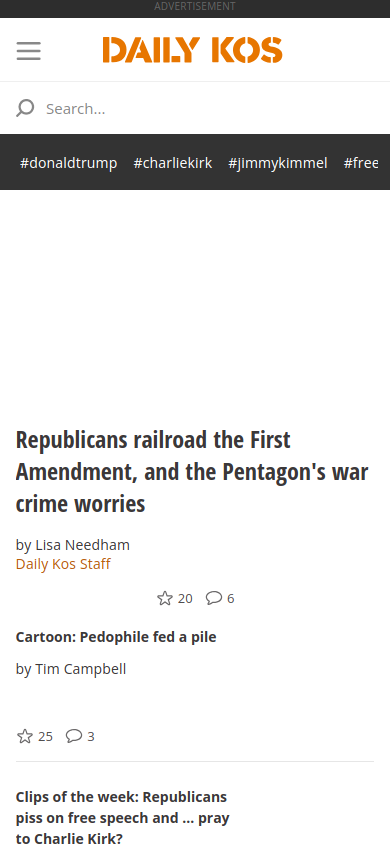 ADVERTISEMENT
DAILY KOS
Search...
#donaldtrump #charliekirk #jimmykimmel #free
Republicans railroad the First
Amendment, and the Pentagon's war
crime worries
by Lisa Needham
Daily Kos Staff
20 6
Cartoon: Pedophile fed a pile
by Tim Campbell
25 3
Clips of the week: Republicans
piss on free speech and ... pray
to Charlie Kirk?